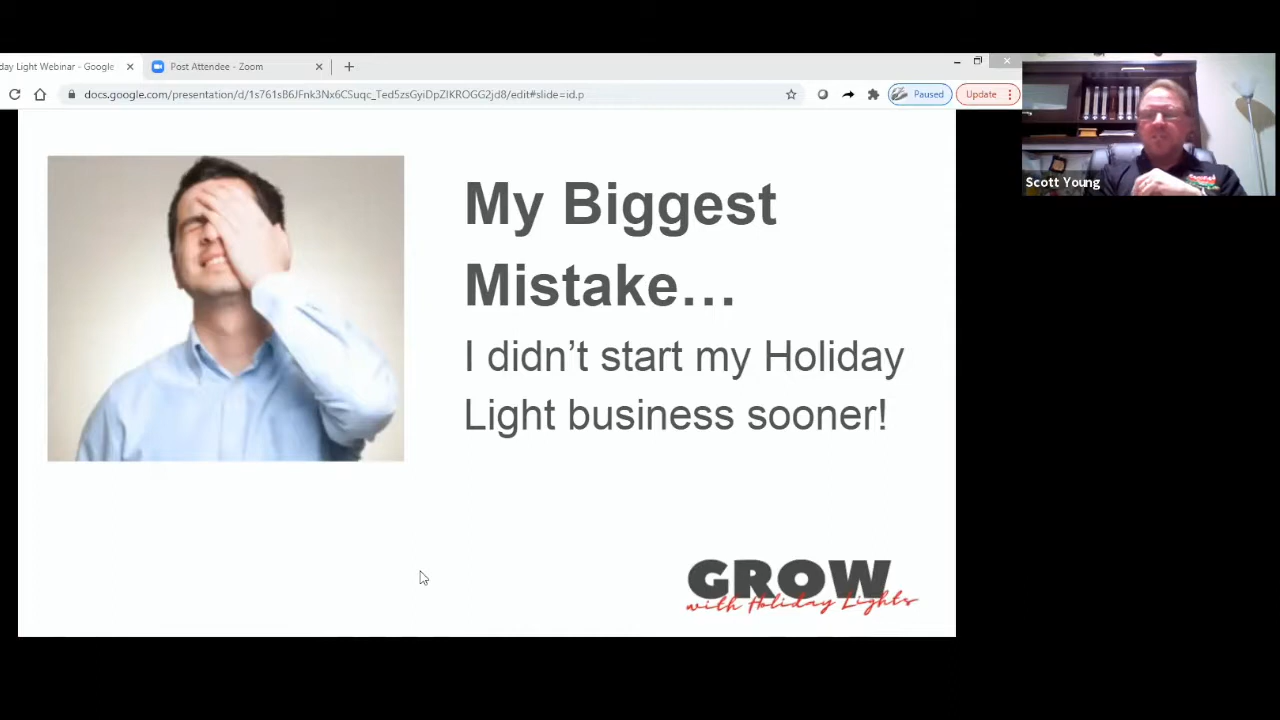 day Light Webinar - Google
Post Attendee - Zoom
docs.google.com/presentation/d/1s761sB6JFnk3Nx6CSuqc_Ted5zsGyiDpZIKROGG2jd8/edit#slide=id.p
Paused
Update
Scott Young
My Biggest
Mistake...
I didn't start my Holiday
Light business sooner!
GROW
with Holiday Lights